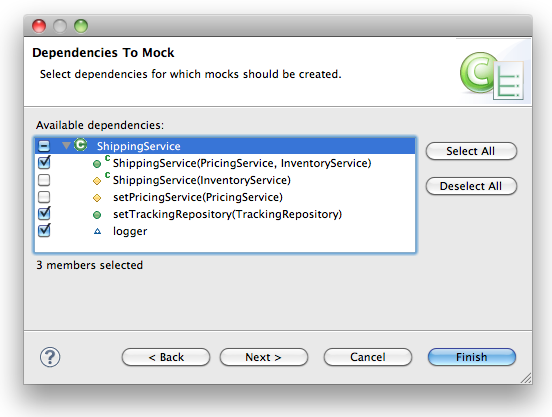 Dependencies To Mock
Select dependencies for which mocks should be created.
C
Available dependencies:
C ShippingService
C ShippingService(PricingService, InventoryService)
C ShippingService(InventoryService)
setPricingService(PricingService)
setTrackingRepository(TrackingRepository)
logger
Select All
Deselect All
3 members selected
?
< Back
Next >
Cancel
Finish